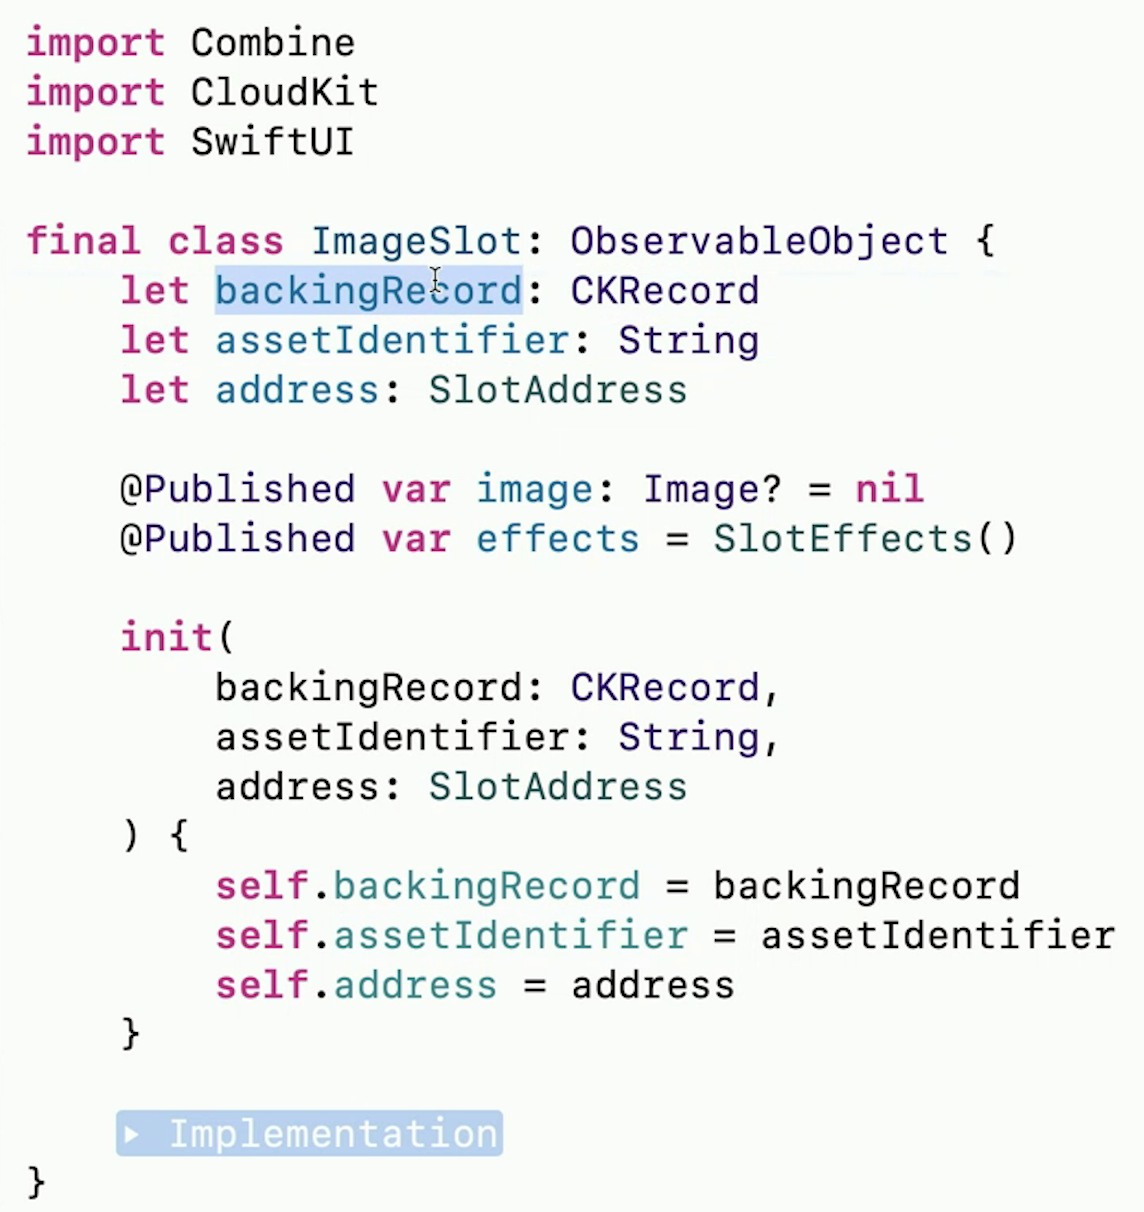 import Combine
import CloudKit
import SwiftUI
final class ImageSlot: ObservableObject {
let backingRecord: CKRecord
let assetIdentifier: String
let address: SlotAddress
@Published var image: Image? = nil
@Published var effects = SlotEffects()
init(
backingRecord: CKRecord,
assetIdentifier: String,
address: SlotAddress
) {
self.backingRecord = backingRecord
self.assetIdentifier = assetIdentifier
self.address = address
}
▸ Implementation
}